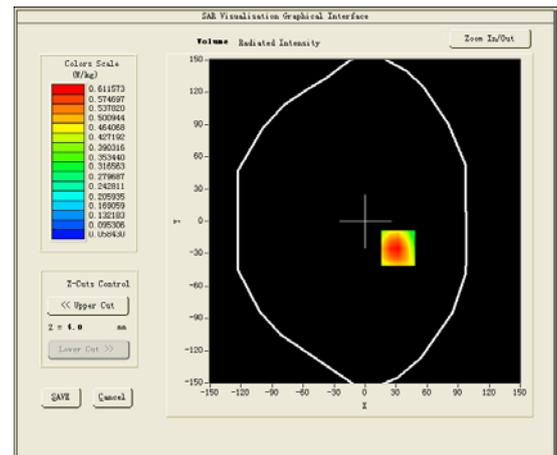 SAR Visualisation Graphical Interface
Volume Radiated Intensity
Zoom In/Out
Colors Scale
(W/kg)
0.611573
0.574697
0.537820
0.500944
0.464068
0.427192
0.390316
0.353440
0.316563
0.279687
0.242811
0.205935
0.169059
0.132183
0.095306
0.058430
150
120
90
60
30
0
-30
-60
-90
-120
-150
Y
-150 -120 -90 -60 -30 0 30 60 90 120 150
X
Z-Cuts Control
<< Upper Cut
Z = 4.0 mm
Lower Cut >>
SAVE Cancel